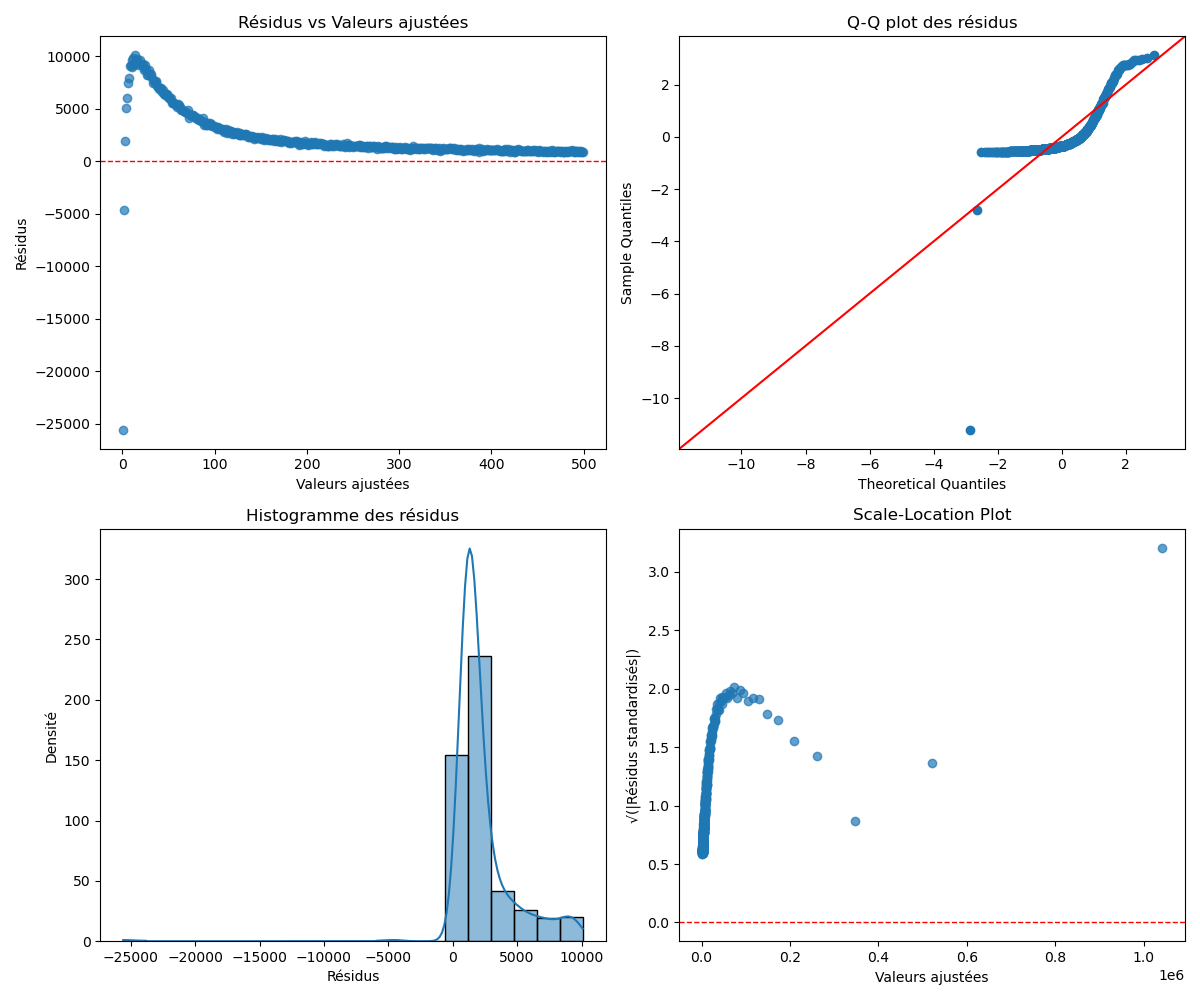 Résidus vs Valeurs ajustées
10000
5000
0
−5000
−10000
−15000
−20000
−25000
Résidus
0 100 200 300 400 500
Valeurs ajustées
Q-Q plot des résidus
2
0
−2
−4
−6
−8
−10
Sample Quantiles
−10 −8 −6 −4 −2 0 2
Theoretical Quantiles
Histogramme des résidus
300
250
200
150
100
50
0
Densité
−25000 −20000 −15000 −10000 −5000 0 5000 10000
Résidus
Scale-Location Plot
3.0
2.5
2.0
1.5
1.0
0.5
0.0
√(|Résidus standardisés|)
0.0 0.2 0.4 0.6 0.8 1.0
1e6
Valeurs ajustées